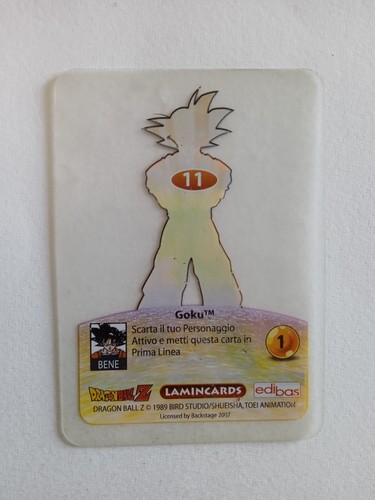 11
Goku™
Scarta il tuo Personaggio
Attivo e metti questa carta in
Prima Linea.
1
BENE
DRAGON BALL Z LAMINCARDS edibas
DRAGON BALL Z © 1989 BIRD STUDIO/SHUEISHA, TOEI ANIMATION
Licensed by Backstage 2007